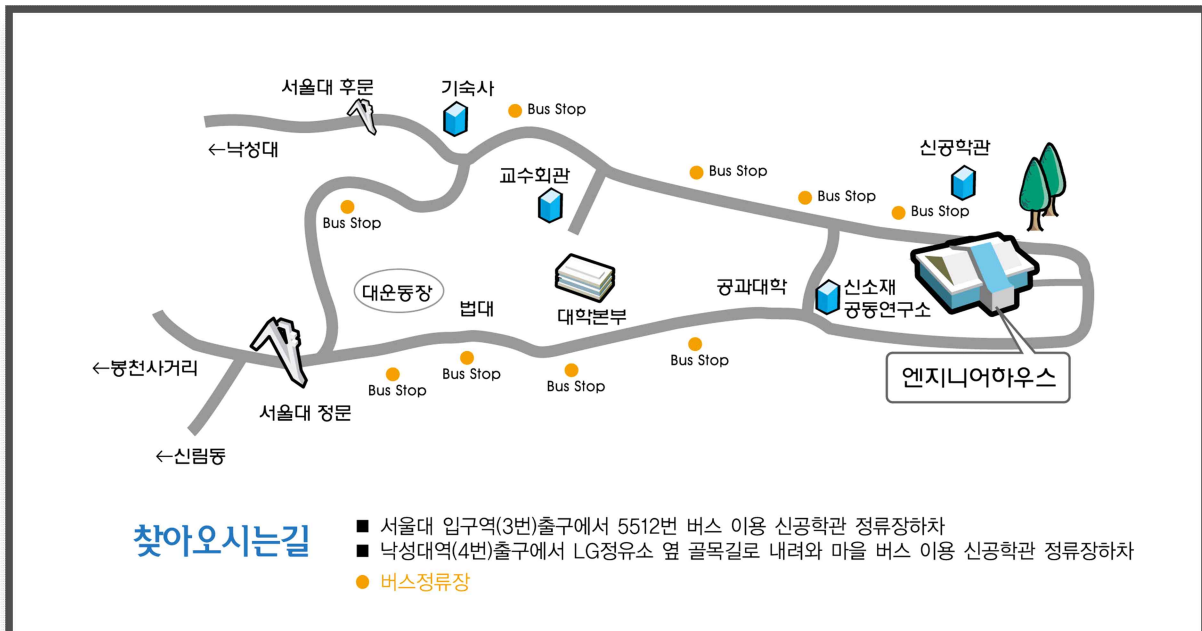 서울대 후문
기숙사
Bus Stop
←낙성대
교수회관
Bus Stop
신공학관
Bus Stop
Bus Stop
Bus Stop
대운동장
법대
대학본부
공과대학
신소재
공동연구소
←봉천사거리
Bus Stop
Bus Stop
Bus Stop
Bus Stop
엔지니어하우스
서울대 정문
←신림동
찾아오시는길
■ 서울대 입구역(3번)출구에서 5512번 버스 이용 신공학관 정류장하차
■ 낙성대역(4번)출구에서 LG정유소 옆 골목길로 내려와 마을 버스 이용 신공학관 정류장하차
● 버스정류장